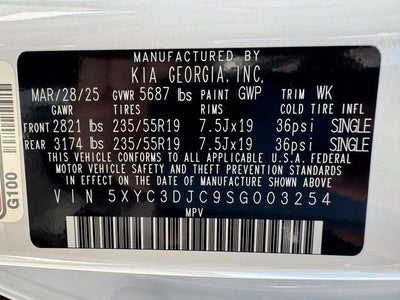 MANUFACTURED BY
KIA GEORGIA, INC.
MAR/28/25 GVWR 5687 lbs PAINT GWP TRIM WK
GAWR TIRES RIMS COLD TIRE INFL
FRONT 2821 lbs 235/55R19 7.5Jx19 36psi SINGLE
REAR 3174 lbs 235/55R19 7.5Jx19 36psi SINGLE
THIS VEHICLE CONFORMS TO ALL APPLICABLE U.S.A. FEDERAL
MOTOR VEHICLE SAFETY AND THEFT PREVENTION STANDARDS
IN EFFECT ON THE DATE OF MANUFACTURE SHOWN ABOVE.
VIN 5XYC3DJC9SG003254
MPV
G100